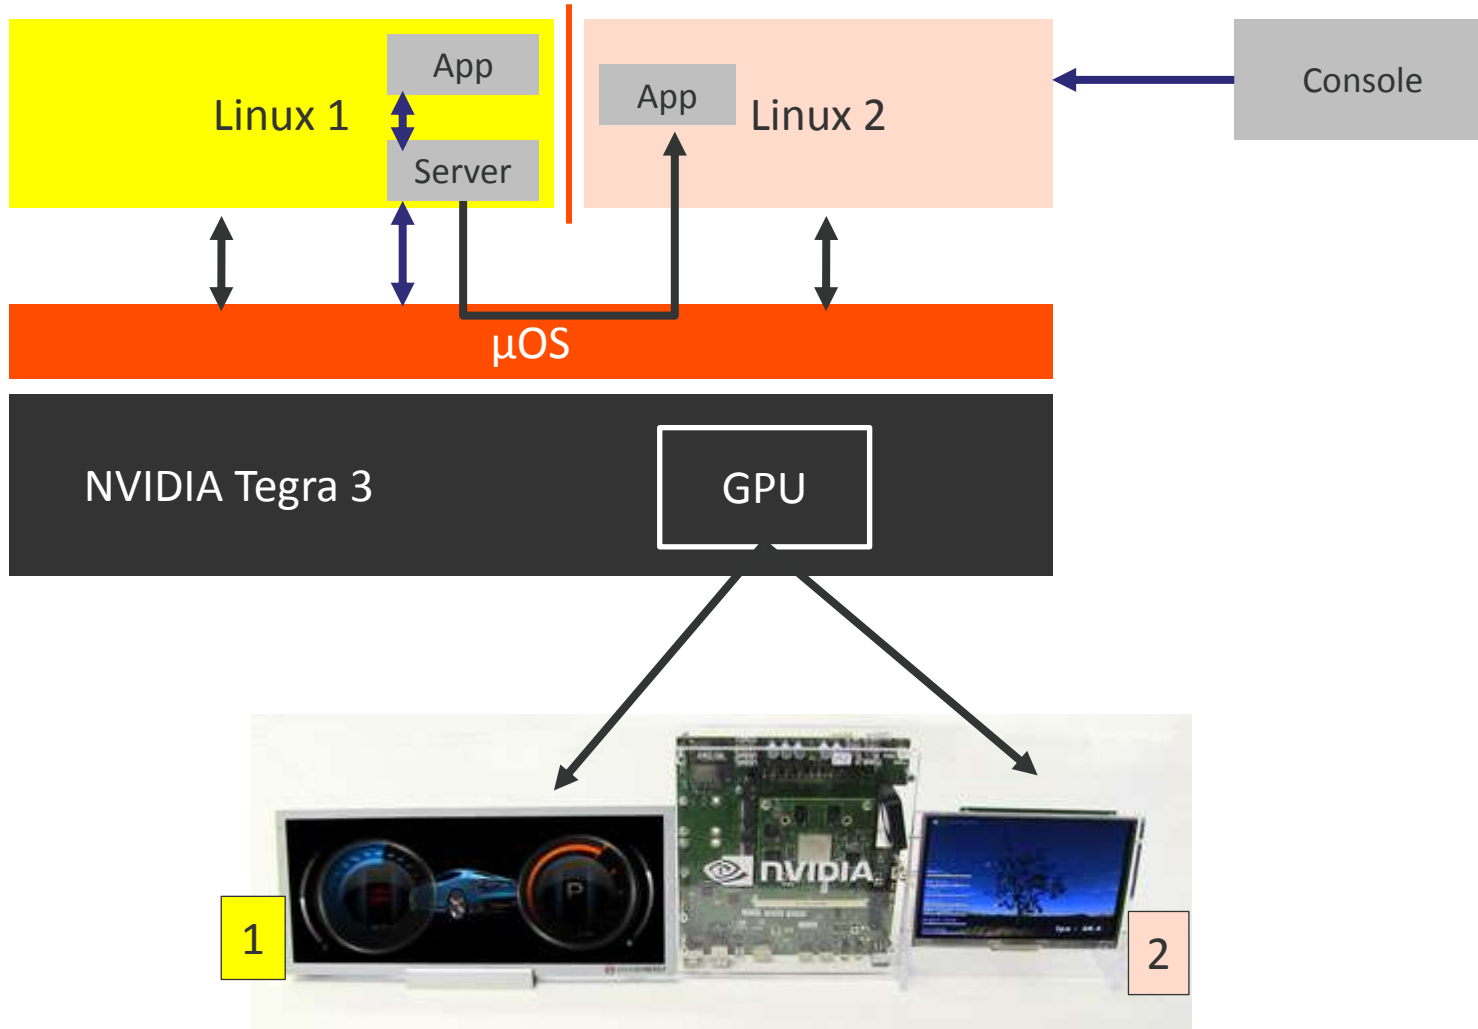 App
Linux 1
Server
App
Linux 2
Console
µOS
NVIDIA Tegra 3
GPU
nVIDIA
P
1
2